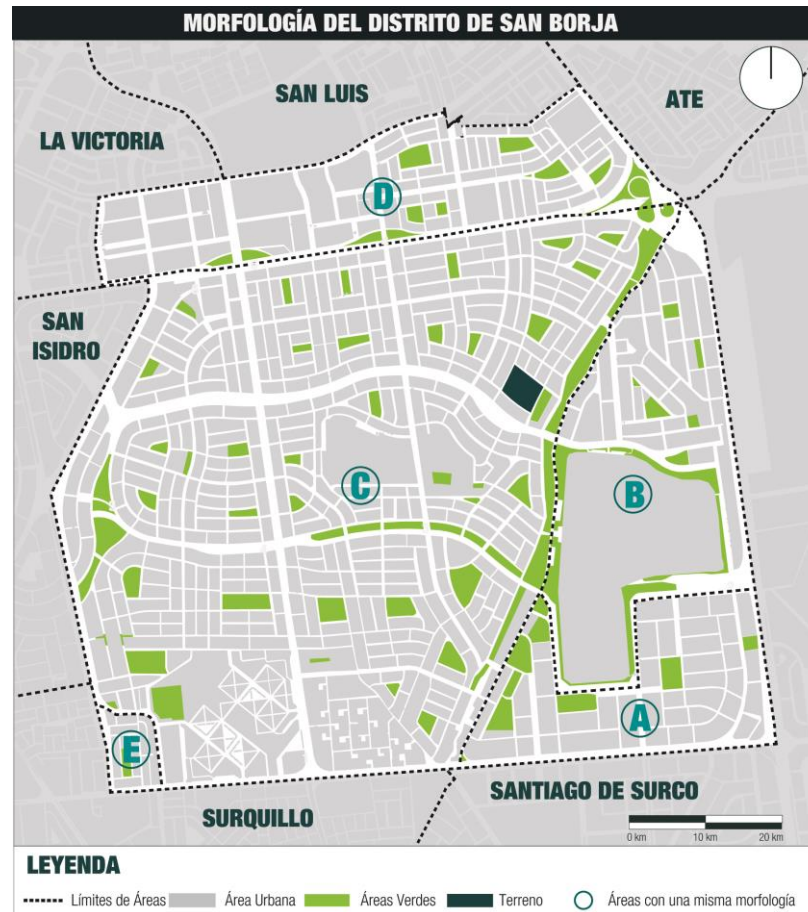 MORFOLOGÍA DEL DISTRITO DE SAN BORJA
SAN LUIS
ATE
LA VICTORIA
D
SAN
ISIDRO
C
B
A
E
SANTIAGO DE SURCO
SURQUILLO
0 km 10 km 20 km
LEYENDA
Límites de Áreas Área Urbana Áreas Verdes Terreno Áreas con una misma morfología